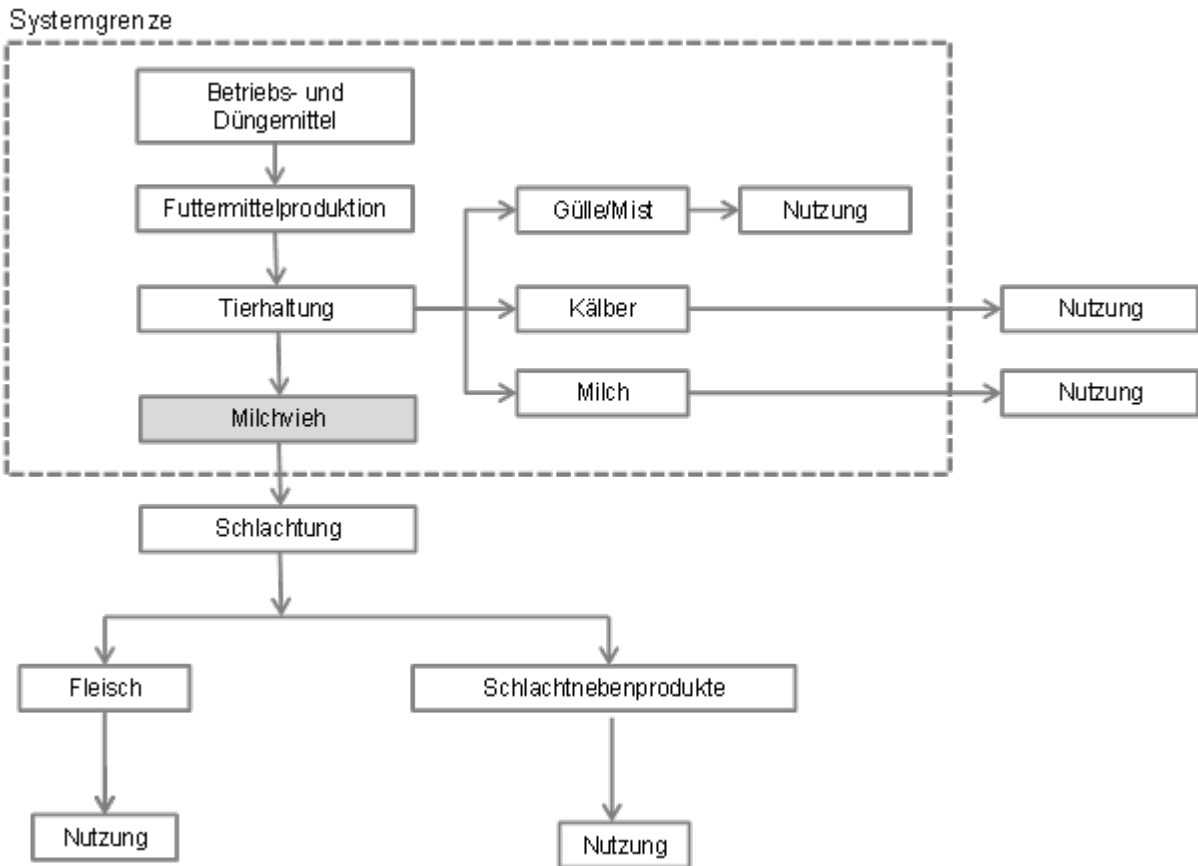 Systemgrenze
Betriebs- und
Düngemittel
Futtermittelproduktion
Gülle/Mist
Nutzung
Tierhaltung
Kälber
Nutzung
Milchvieh
Milch
Nutzung
Schlachtung
Fleisch
Schlachtnebenprodukte
Nutzung
Nutzung